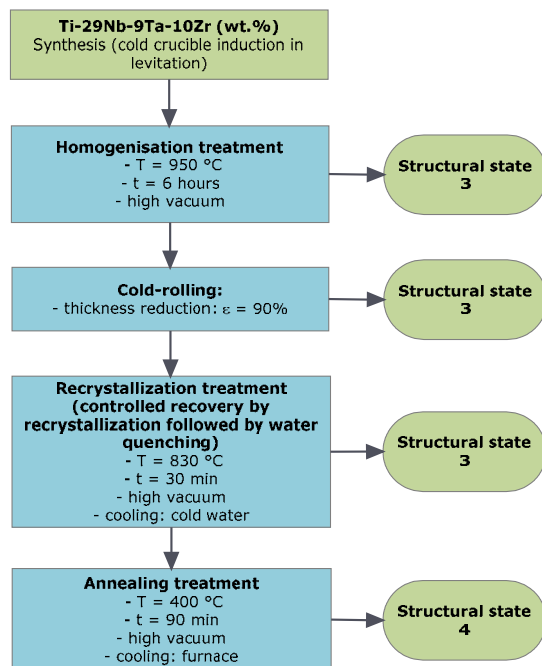 Ti-29Nb-9Ta-10Zr (wt.%)
Synthesis (cold crucible induction in
levitation)
Homogenisation treatment
- T = 950 °C
- t = 6 hours
- high vacuum
Structural state
3
Cold-rolling:
- thickness reduction: ε = 90%
Structural state
3
Recrystallization treatment
(controlled recovery by
recrystallization followed by water
quenching)
- T = 830 °C
- t = 30 min
- high vacuum
- cooling: cold water
Structural state
3
Annealing treatment
- T = 400 °C
- t = 90 min
- high vacuum
- cooling: furnace
Structural state
4